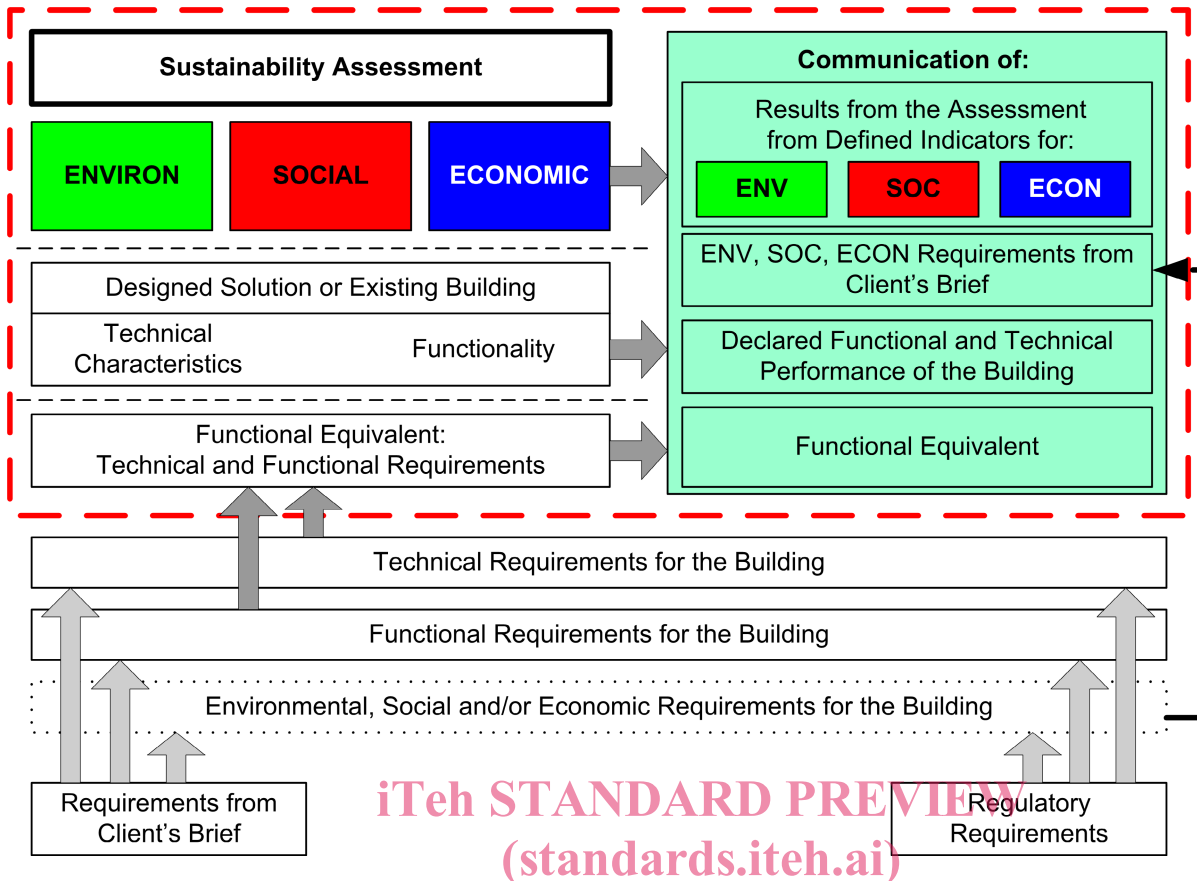 Sustainability Assessment
ENVIRON
SOCIAL
ECONOMIC
Communication of:
Results from the Assessment
from Defined Indicators for:
ENV
SOC
ECON
ENV, SOC, ECON Requirements from
Client's Brief
Designed Solution or Existing Building
Technical
Characteristics
Functionality
Declared Functional and Technical
Performance of the Building
Functional Equivalent:
Technical and Functional Requirements
Functional Equivalent
Technical Requirements for the Building
Functional Requirements for the Building
Environmental, Social and/or Economic Requirements for the Building
Requirements from
Client's Brief
iTeh STANDARD PREVIEW
(standards.iteh.ai)
Regulatory
Requirements